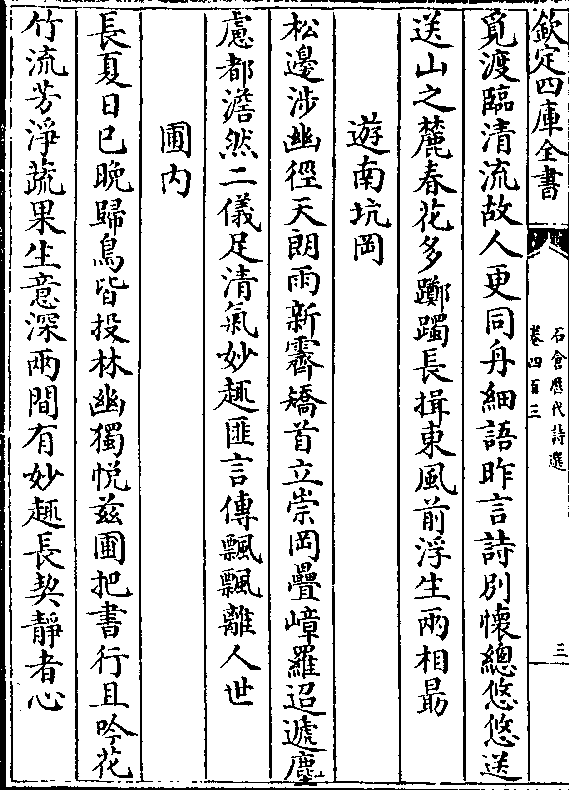 欽定四庫全書
石倉歷代詩選
卷四百三
三
覓渡臨清流故人更同舟細語昨言詩别懷總悠悠送
送山之麓春花多躑躅長揖東風前浮生兩相勗
遊南坑岡
松邊涉幽徑天朗雨新霽矯首立崇岡疊嶂羅迢遞塵
慮都澹然二儀足清氣妙趣匪言傳飄飄離人世
圃内
長夏日已晚歸鳥皆投林幽獨悦兹圃把書行且吟花
竹流芳淨蔬果生意深兩間有妙趣長契靜者心